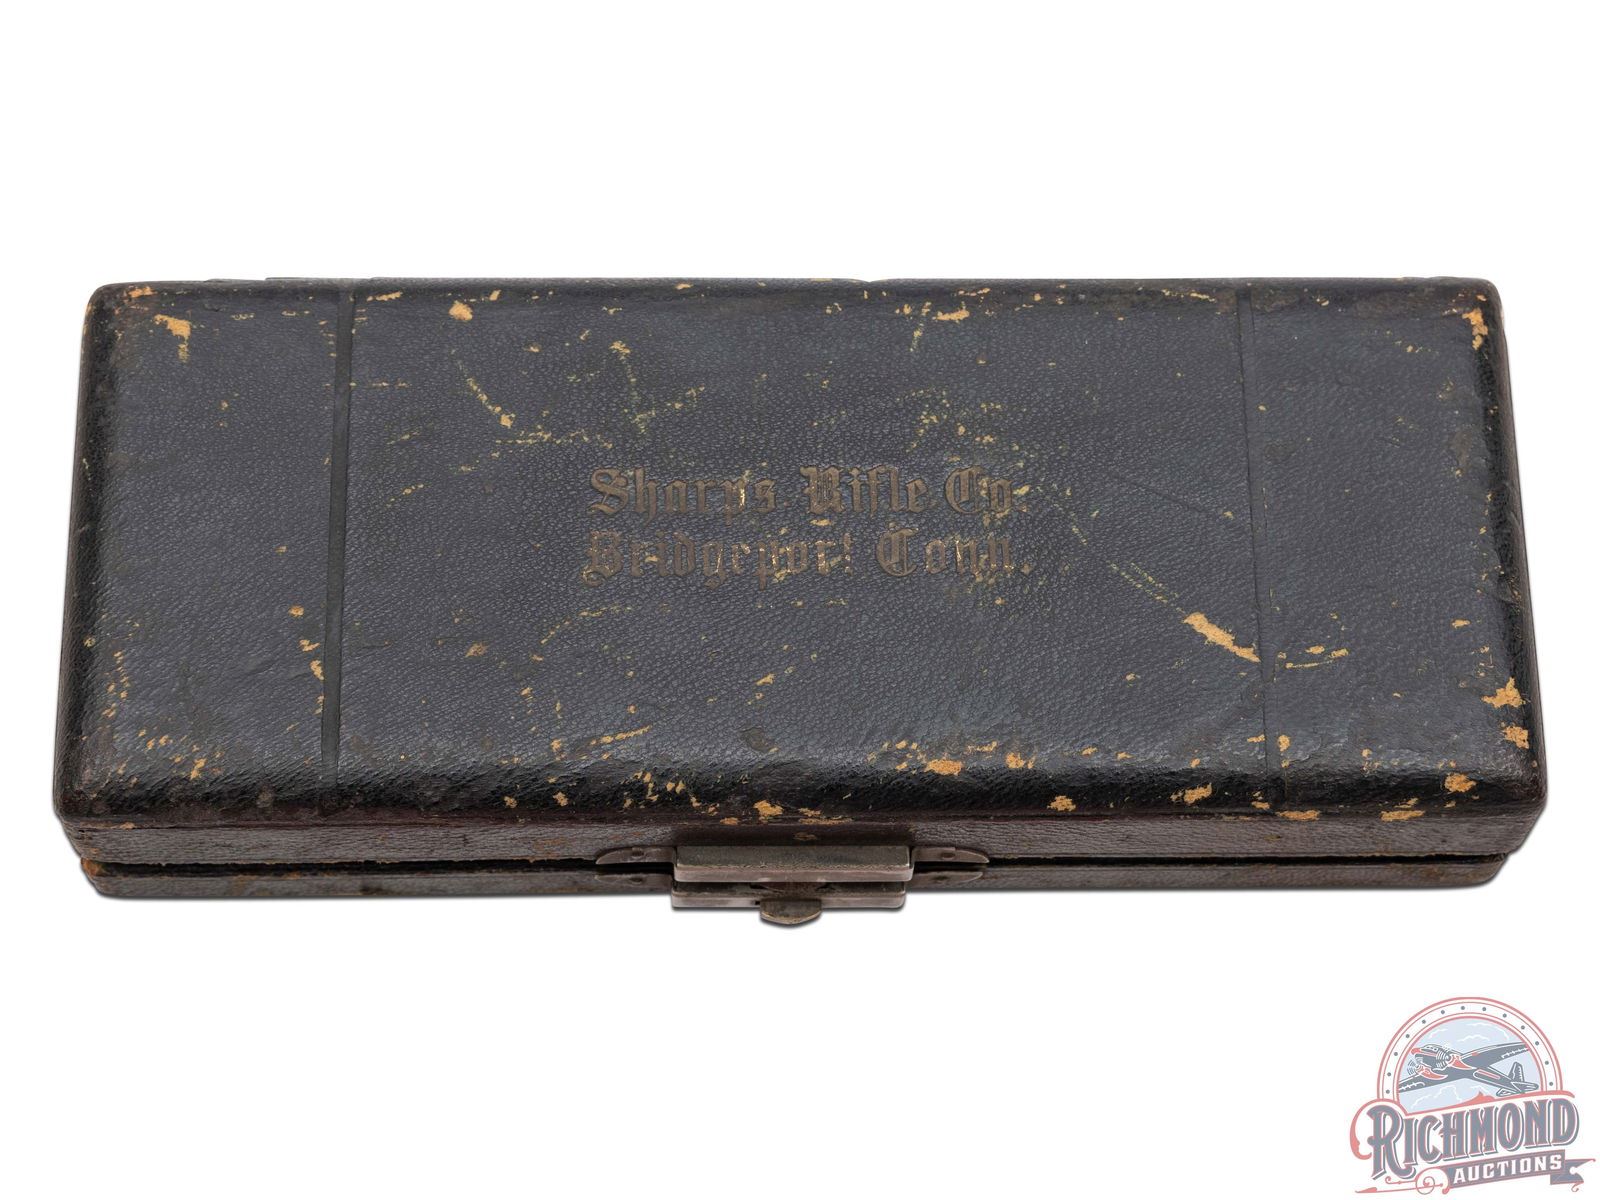 Sharps Rifle Co.
Bridgeport Conn.
RICHMOND
AUCTIONS